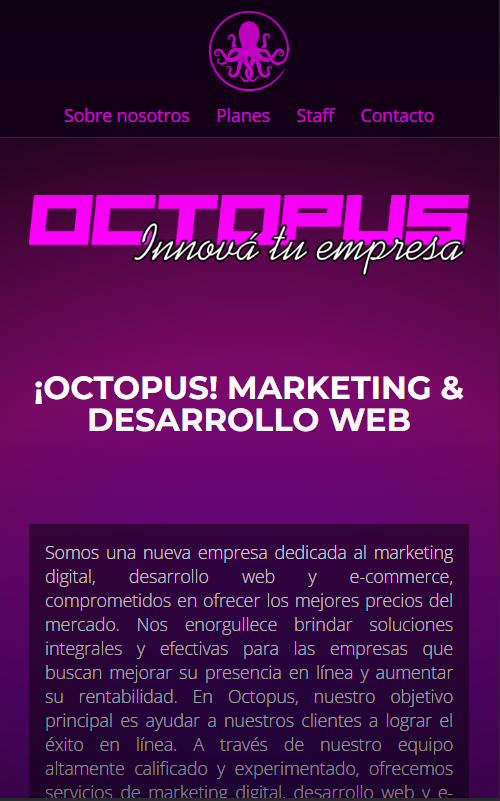 Sobre nosotros Planes Staff Contacto
OCTOPUS
Innová tu empresa
¡OCTOPUS! MARKETING &
DESARROLLO WEB
Somos una nueva empresa dedicada al marketing
digital, desarrollo web y e-commerce,
comprometidos en ofrecer los mejores precios del
mercado. Nos enorgullece brindar soluciones
integrales y efectivas para las empresas que
buscan mejorar su presencia en línea y aumentar
su rentabilidad. En Octopus, nuestro objetivo
principal es ayudar a nuestros clientes a lograr el
éxito en línea. A través de nuestro equipo
altamente calificado y experimentado, ofrecemos
servicios de marketing digital, desarrollo web y e-